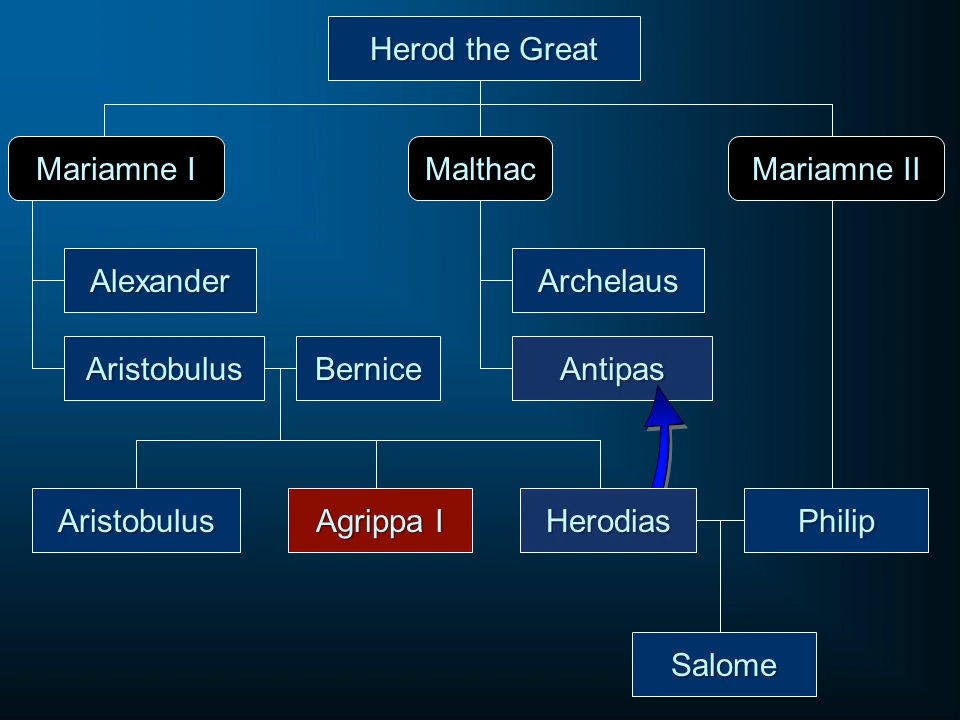 Herod the Great
Mariamne I
Malthac
Mariamne II
Alexander
Archelaus
Aristobulus
Bernice
Antipas
Aristobulus
Agrippa I
Herodias
Philip
Salome